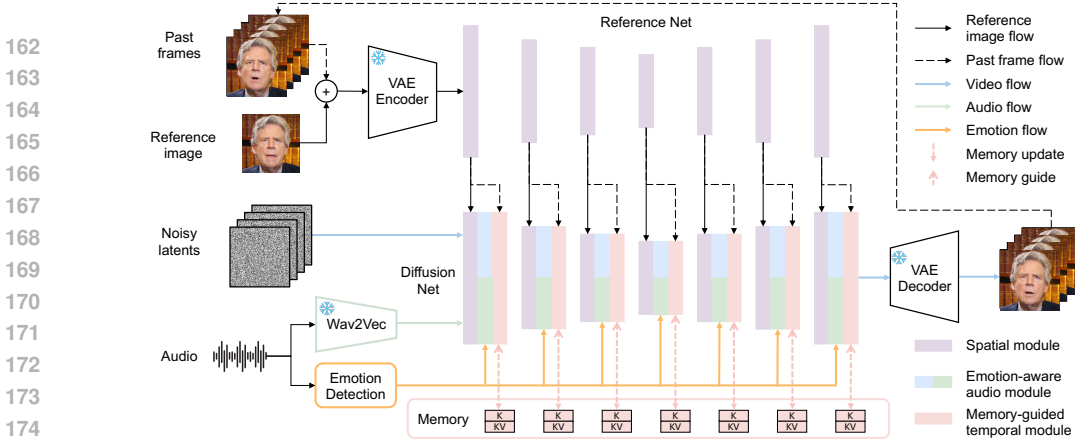 162
163
164
165
166
167
168
169
170
171
172
173
174
Past
frames
Reference
image
Noisy
latents
Audio
+
VAE
Encoder
Reference Net
Diffusion
Net
Wav2Vec
Emotion
Detection
Memory
K
KV
K
KV
K
KV
K
KV
K
KV
K
KV
K
KV
VAE
Decoder
Reference
image flow
Past frame flow
Video flow
Audio flow
Emotion flow
Memory update
Memory guide
Spatial module
Emotion-aware
audio module
Memory-guided
temporal module